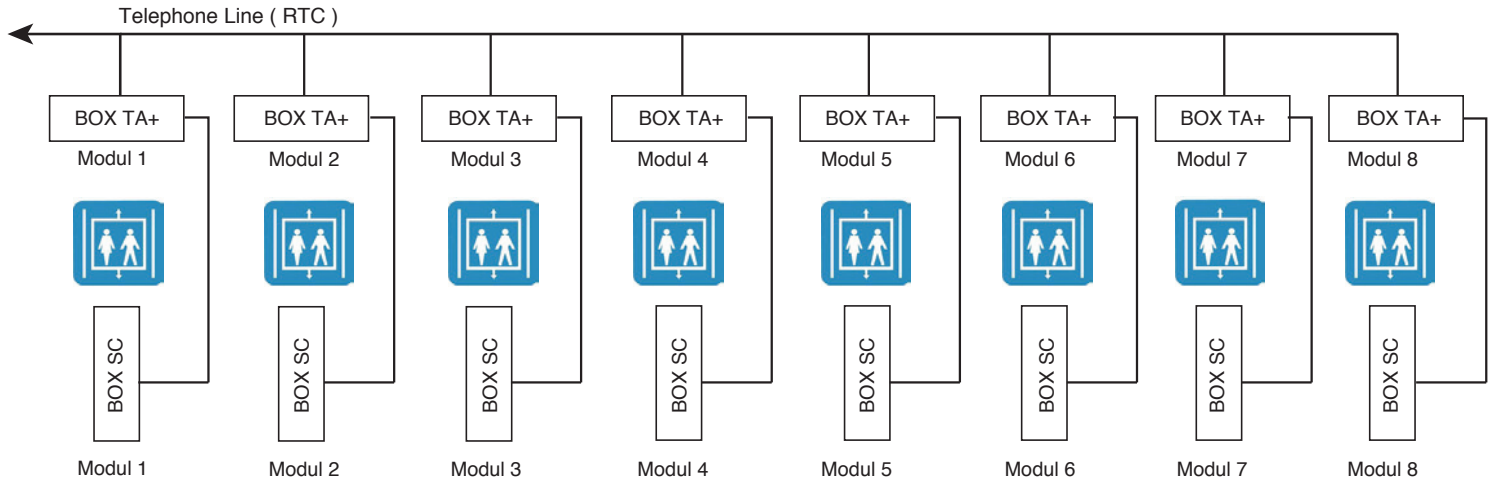 Telephone Line ( RTC )
BOX TA+ BOX TA+ BOX TA+ BOX TA+ BOX TA+ BOX TA+ BOX TA+ BOX TA+
Modul 1 Modul 2 Modul 3 Modul 4 Modul 5 Modul 6 Modul 7 Modul 8
BOX SC BOX SC BOX SC BOX SC BOX SC BOX SC BOX SC BOX SC
Modul 1 Modul 2 Modul 3 Modul 4 Modul 5 Modul 6 Modul 7 Modul 8